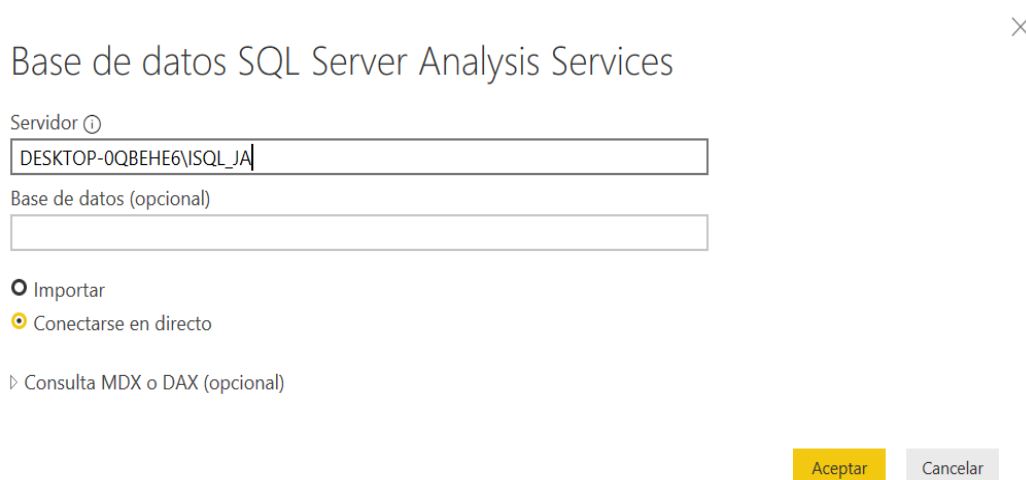 Base de datos SQL Server Analysis Services
Servidor
DESKTOP-0QBEHE6\ISQL_JA
Base de datos (opcional)
Importar
Conectarse en directo
Consulta MDX o DAX (opcional)
Aceptar Cancelar